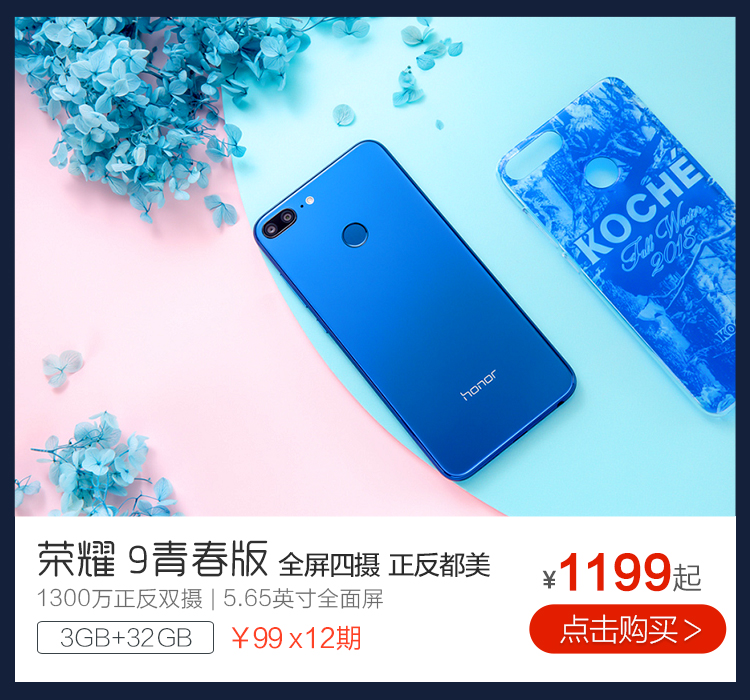 KOCHE
Fall Winter
2018
KOC
honor
荣耀 9青春版 全屏四摄 正反都美
1300万正反双摄 | 5.65英寸全面屏
3GB+32GB ￥99 x12期
¥1199起
点击购买 >